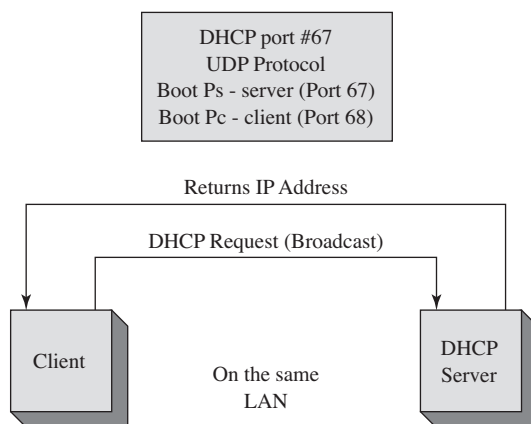 DHCP port #67
UDP Protocol
Boot Ps - server (Port 67)
Boot Pc - client (Port 68)
Returns IP Address
DHCP Request (Broadcast)
Client
On the same
LAN
DHCP
Server